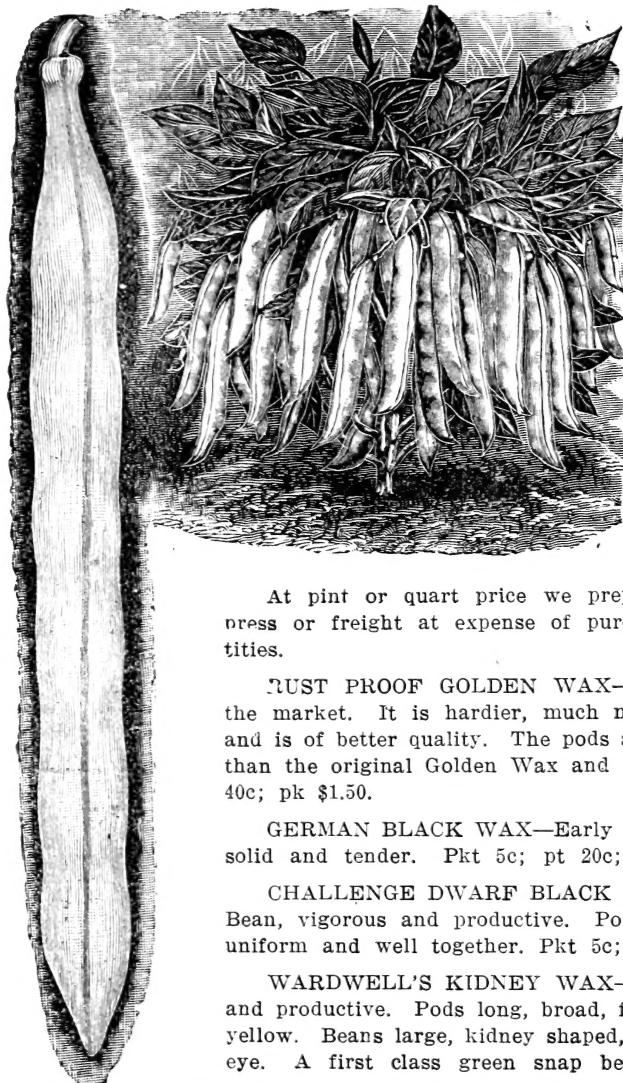 At pint or quart price we prep
press or freight at expense of pur
tities.
RUST PROOF GOLDEN WAX—
the market. It is hardier, much m
and is of better quality. The pods a
than the original Golden Wax and
40c; pk $1.50.
GERMAN BLACK WAX—Early
solid and tender. Pkt 5c; pt 20c;
CHALLENGE DWARF BLACK
Bean, vigorous and productive. Po
uniform and well together. Pkt 5c;
WARDWELL'S KIDNEY WAX—
and productive. Pods long, broad, f
yellow. Beans large, kidney shaped,
eye. A first class green snap be